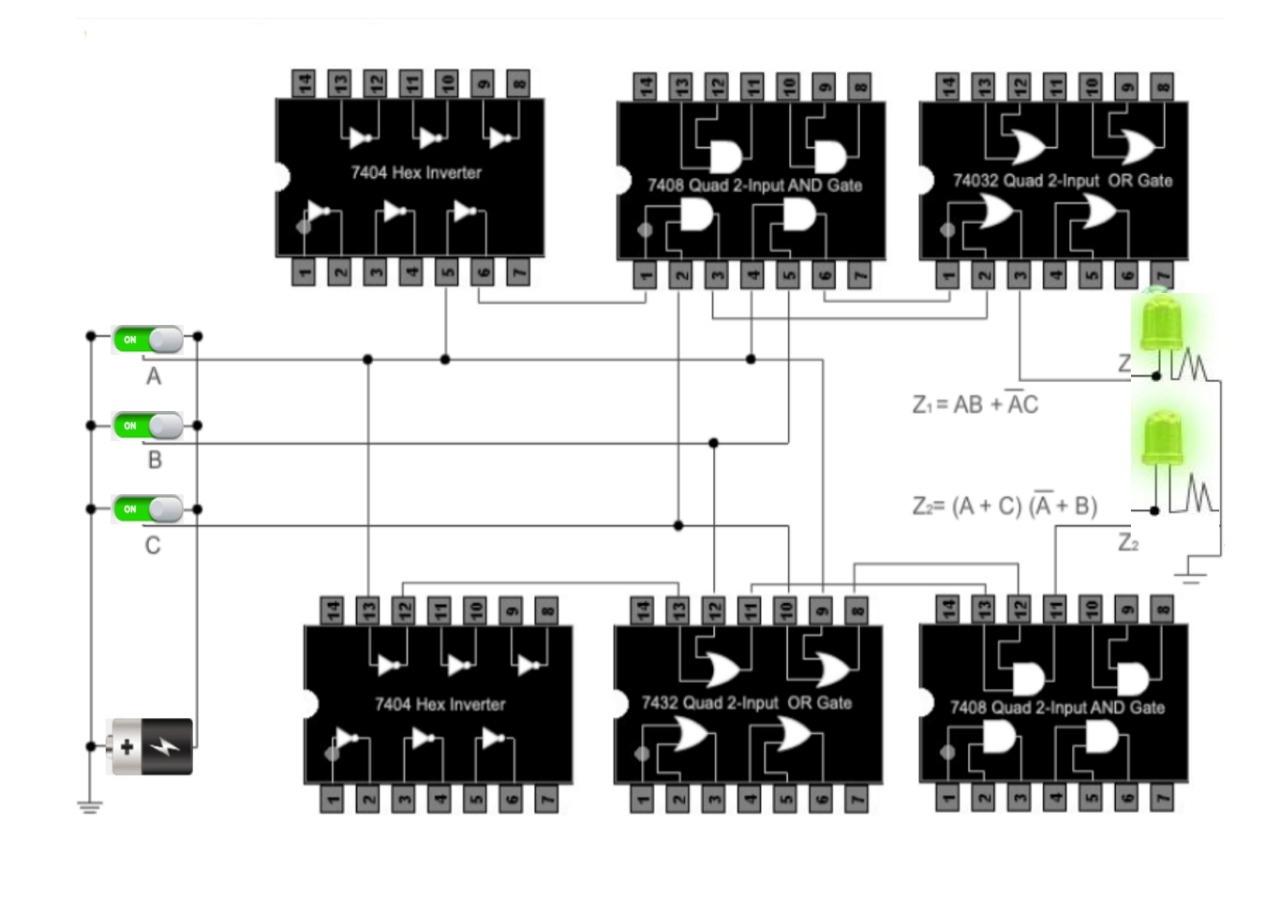 14 13 12 11 10 9 8
7404 Hex Inverter
1 2 3 4 5 6 7
14 13 12 11 10 9 8
7408 Quad 2-Input AND Gate
1 2 3 4 5 6 7
14 13 12 11 10 9 8
74032 Quad 2-Input OR Gate
1 2 3 4 5 6 7
ON
A
ON
B
ON
C
Z
Z₁ = AB + A̅C
Z₂= (A + C) (A̅ + B)
Z₂
+
14 13 12 11 10 9 8
7404 Hex Inverter
1 2 3 4 5 6 7
14 13 12 11 10 9 8
7432 Quad 2-Input OR Gate
1 2 3 4 5 6 7
14 13 12 11 10 9 8
7408 Quad 2-Input AND Gate
1 2 3 4 5 6 7